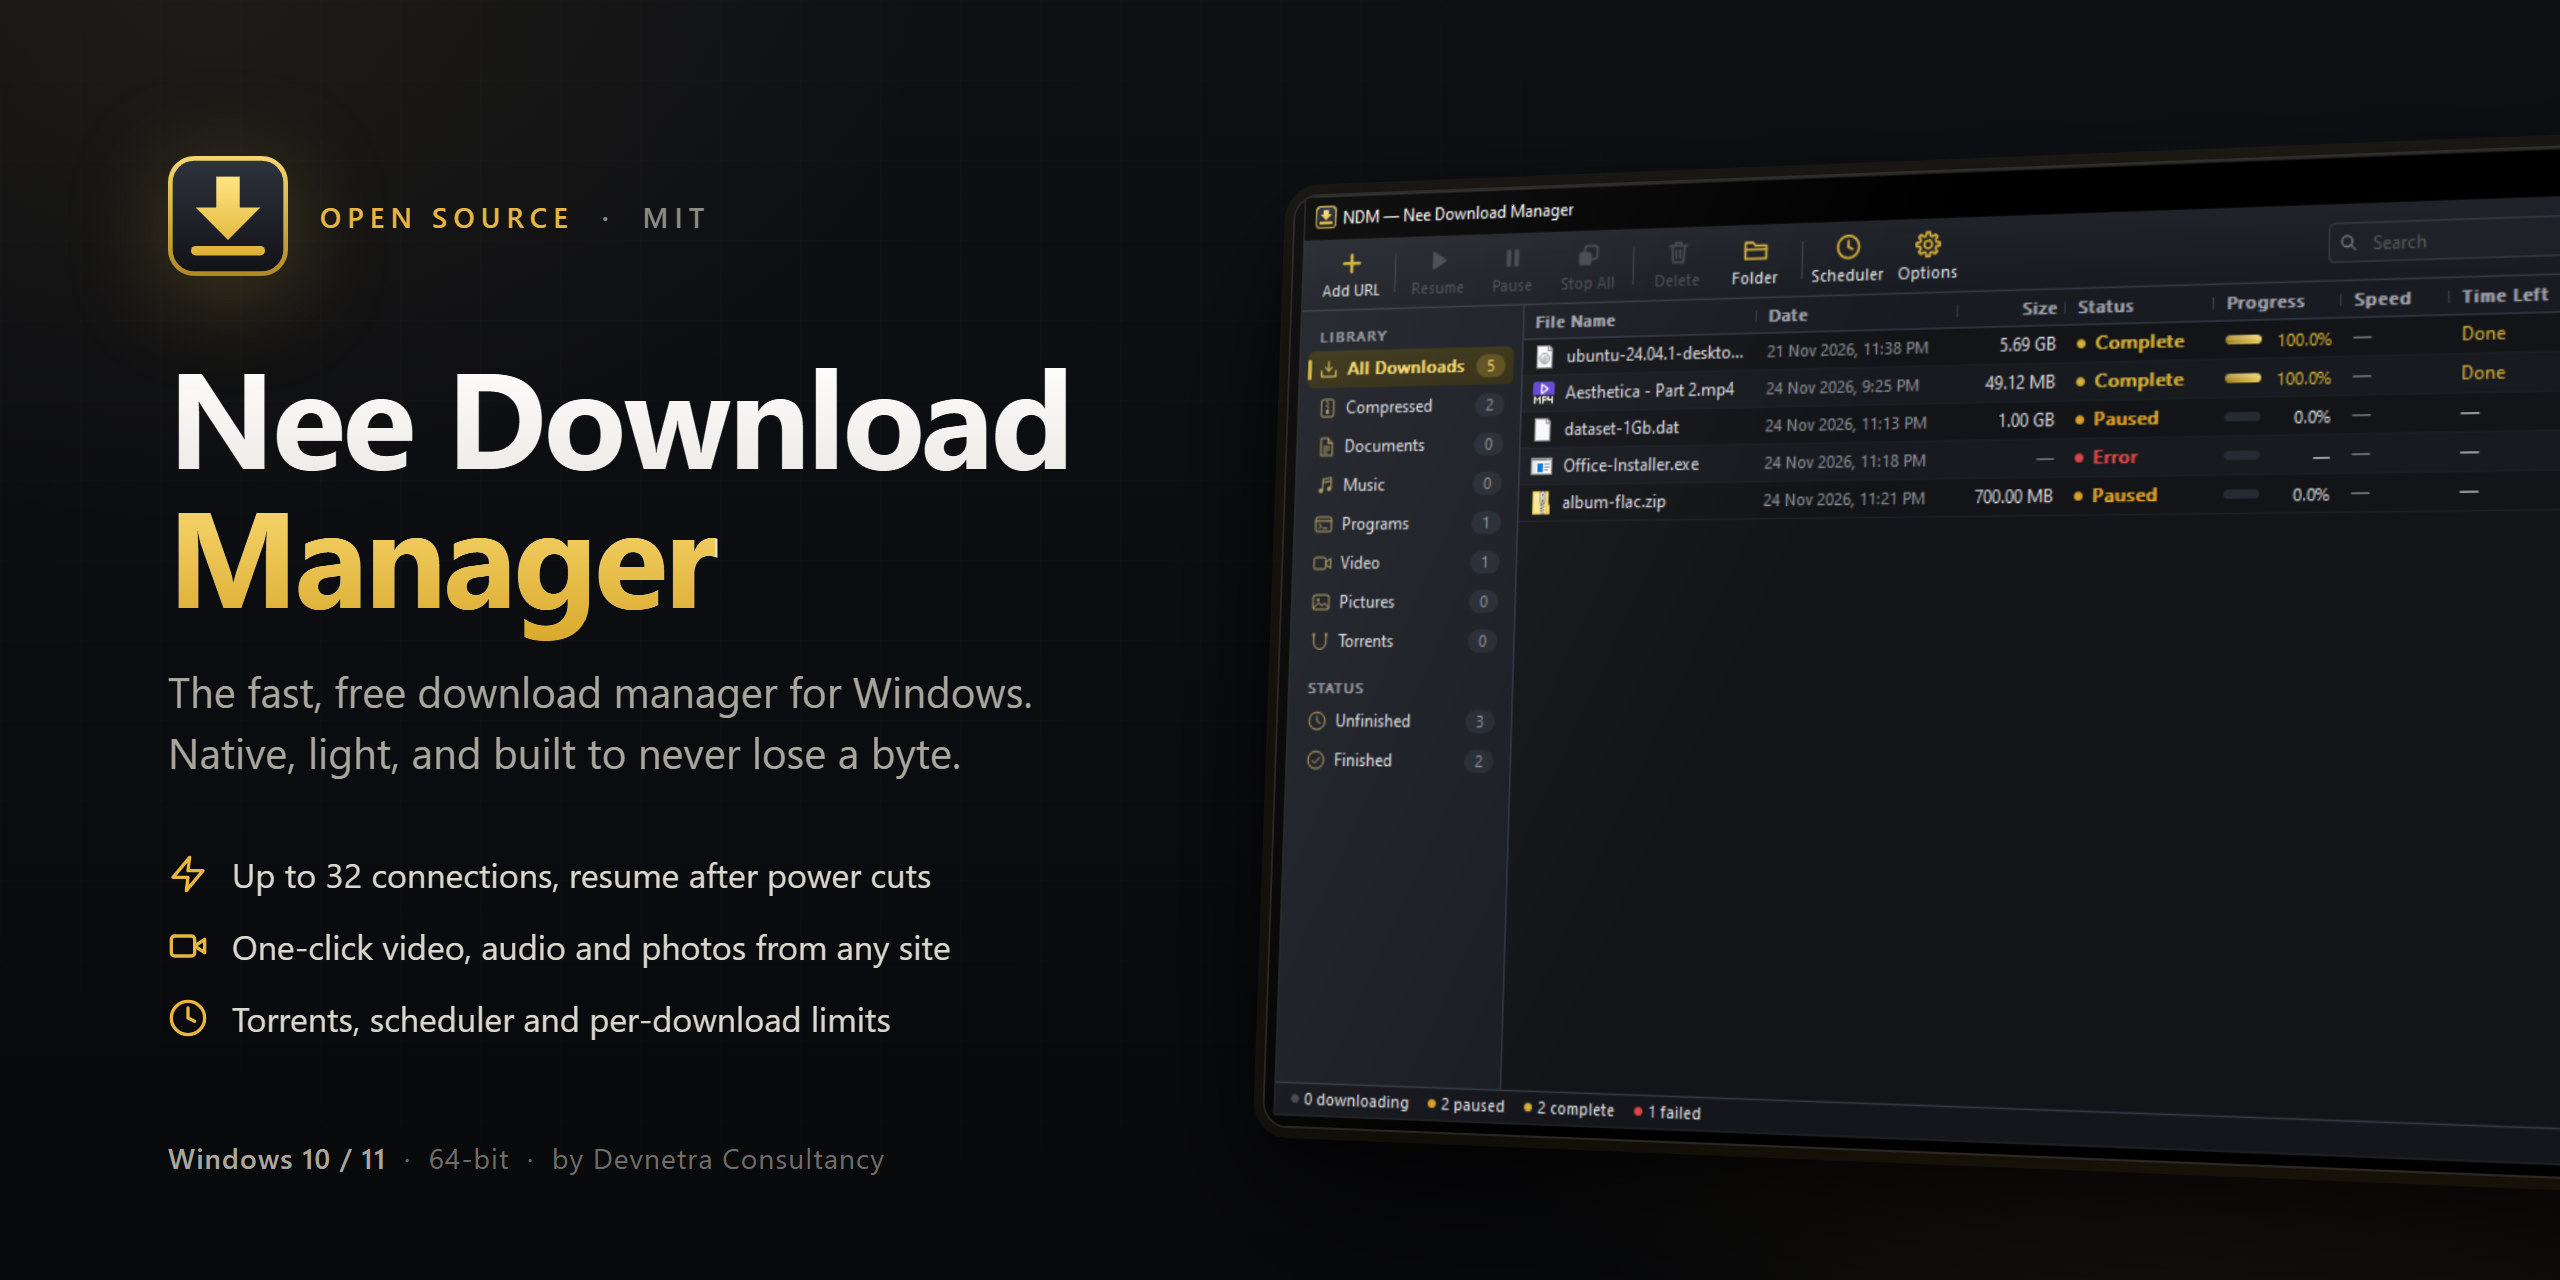 OPEN SOURCE · MIT
Nee Download
Manager
The fast, free download manager for Windows.
Native, light, and built to never lose a byte.
Up to 32 connections, resume after power cuts
One-click video, audio and photos from any site
Torrents, scheduler and per-download limits
Windows 10 / 11 · 64-bit · by Devnetra Consultancy
NDM — Nee Download Manager
Add URL Resume Pause Stop All Delete Folder Scheduler Options Search
LIBRARY
All Downloads 5
Compressed 2
Documents 0
Music 0
Programs 1
Video 1
Pictures 0
Torrents 0
STATUS
Unfinished 3
Finished 2
File Name Date Size Status Progress Speed Time Left
ubuntu-24.04.1-deskto... 21 Nov 2026, 11:38 PM 5.69 GB Complete 100.0% — Done
MP4 Aesthetica - Part 2.mp4 24 Nov 2026, 9:25 PM 49.12 MB Complete 100.0% — Done
dataset-1Gb.dat 24 Nov 2026, 11:13 PM 1.00 GB Paused 0.0% — —
Office-Installer.exe 24 Nov 2026, 11:18 PM — Error — — —
album-flac.zip 24 Nov 2026, 11:21 PM 700.00 MB Paused 0.0% — —
0 downloading 2 paused 2 complete 1 failed